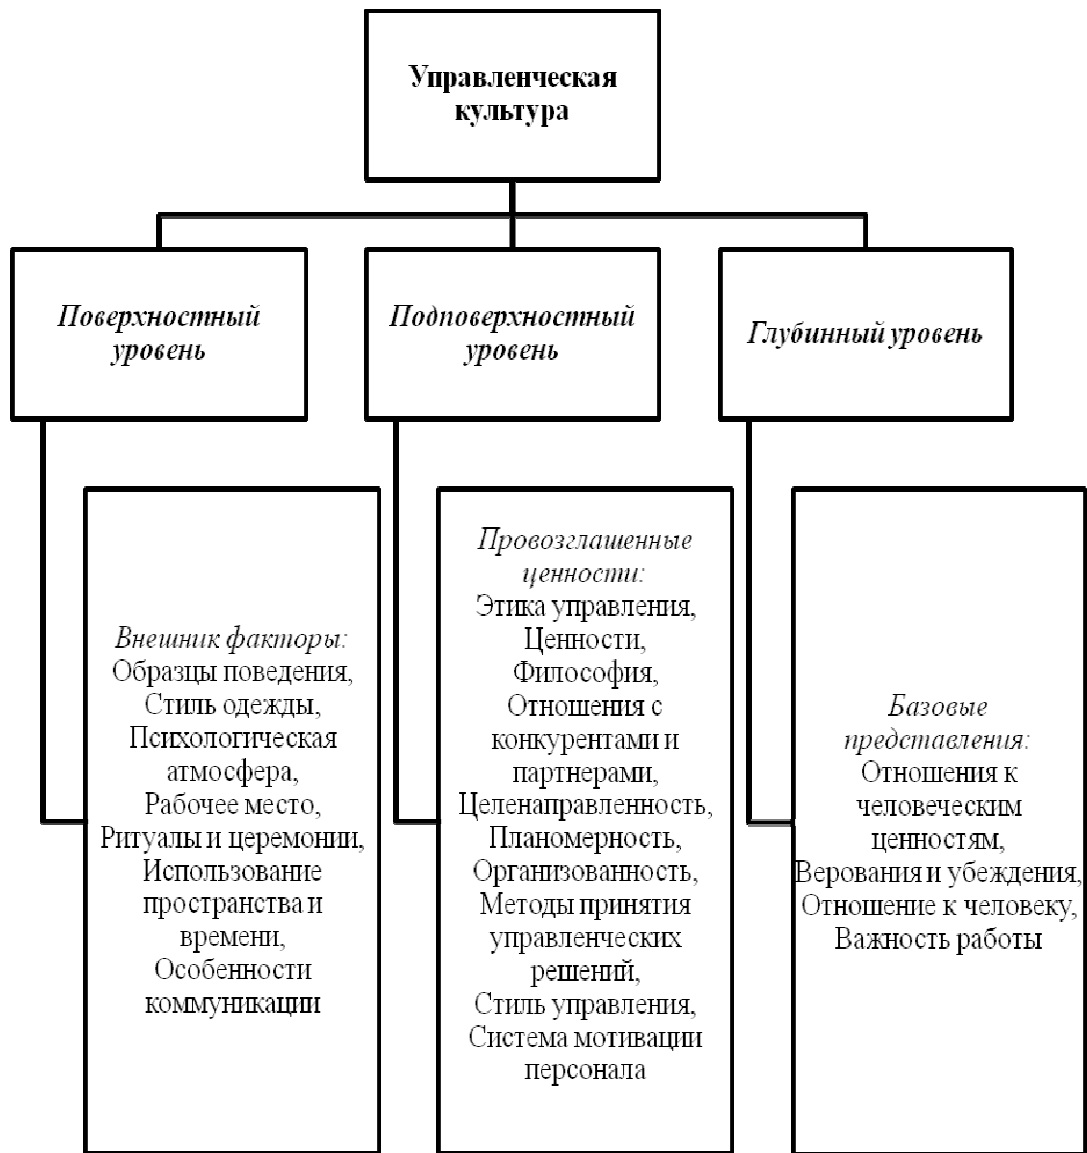 Управленческая
культура
Поверхностный
уровень
Подповерхностный
уровень
Глубинный уровень
Внешник факторы:
Образцы поведения,
Стиль одежды,
Психологическая
атмосфера,
Рабочее место,
Ритуалы и церемонии,
Использование
пространства и
времени,
Особенности
коммуникации
Провозглашенные
ценности:
Этика управления,
Ценности,
Философия,
Отношения с
конкурентами и
партнерами,
Целенаправленность,
Планомерность,
Организованность,
Методы принятия
управленческих
решений,
Стиль управления,
Система мотивации
персонала
Базовые
представления:
Отношения к
человеческим
ценностям,
Верования и убеждения,
Отношение к человеку,
Важность работы